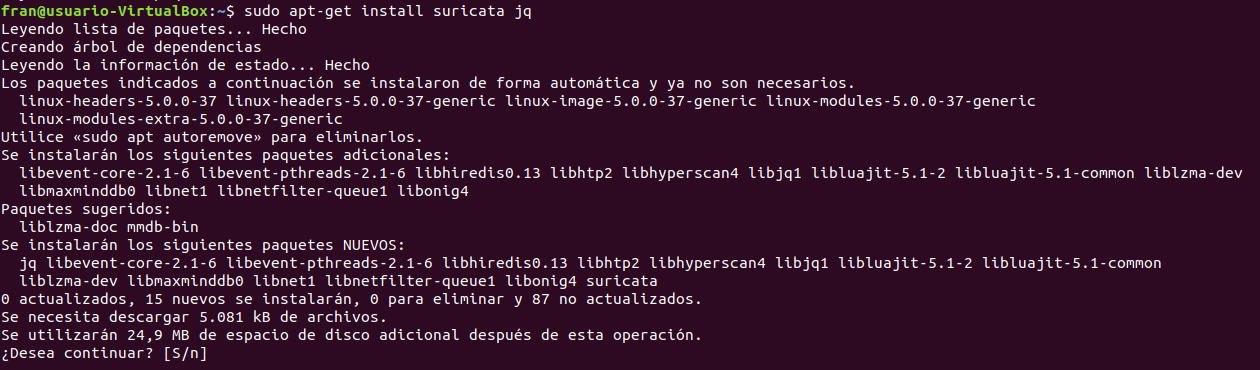 fran@usuario-VirtualBox:~$ sudo apt-get install suricata jq
Leyendo lista de paquetes... Hecho
Creando árbol de dependencias
Leyendo la información de estado... Hecho
Los paquetes indicados a continuación se instalaron de forma automática y ya no son necesarios.
  linux-headers-5.0.0-37 linux-headers-5.0.0-37-generic linux-image-5.0.0-37-generic linux-modules-5.0.0-37-generic
  linux-modules-extra-5.0.0-37-generic
Utilice «sudo apt autoremove» para eliminarlos.
Se instalarán los siguientes paquetes adicionales:
  libevent-core-2.1-6 libevent-pthreads-2.1-6 libhiredis0.13 libhtp2 libhyperscan4 libjq1 libluajit-5.1-2 libluajit-5.1-common liblzma-dev
  libmaxminddb0 libnet1 libnetfilter-queue1 libonig4
Paquetes sugeridos:
  liblzma-doc mmdb-bin
Se instalarán los siguientes paquetes NUEVOS:
  jq libevent-core-2.1-6 libevent-pthreads-2.1-6 libhiredis0.13 libhtp2 libhyperscan4 libjq1 libluajit-5.1-2 libluajit-5.1-common
  liblzma-dev libmaxminddb0 libnet1 libnetfilter-queue1 libonig4 suricata
0 actualizados, 15 nuevos se instalarán, 0 para eliminar y 87 no actualizados.
Se necesita descargar 5.081 kB de archivos.
Se utilizarán 24,9 MB de espacio de disco adicional después de esta operación.
¿Desea continuar? [S/n]